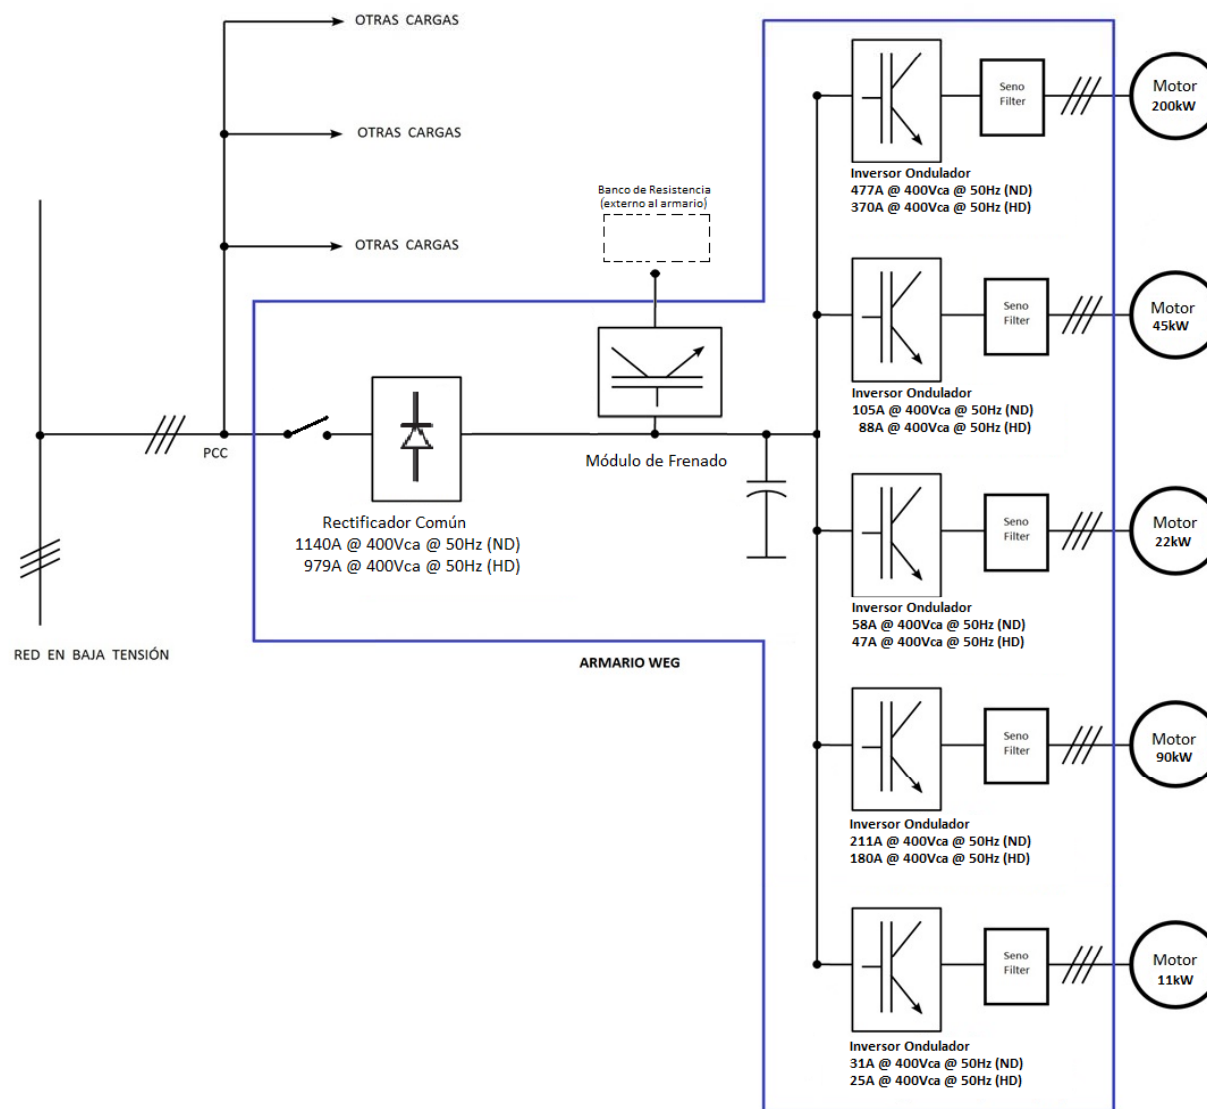 OTRAS CARGAS
OTRAS CARGAS
OTRAS CARGAS
Banco de Resistencia
(externo al armario)
PCC
Módulo de Frenado
Rectificador Común
1140A @ 400Vca @ 50Hz (ND)
979A @ 400Vca @ 50Hz (HD)
RED EN BAJA TENSIÓN
ARMARIO WEG
Seno
Filter
Motor
200kW
Inversor Ondulador
477A @ 400Vca @ 50Hz (ND)
370A @ 400Vca @ 50Hz (HD)
Seno
Filter
Motor
45kW
Inversor Ondulador
105A @ 400Vca @ 50Hz (ND)
88A @ 400Vca @ 50Hz (HD)
Seno
Filter
Motor
22kW
Inversor Ondulador
58A @ 400Vca @ 50Hz (ND)
47A @ 400Vca @ 50Hz (HD)
Seno
Filter
Motor
90kW
Inversor Ondulador
211A @ 400Vca @ 50Hz (ND)
180A @ 400Vca @ 50Hz (HD)
Seno
Filter
Motor
11kW
Inversor Ondulador
31A @ 400Vca @ 50Hz (ND)
25A @ 400Vca @ 50Hz (HD)